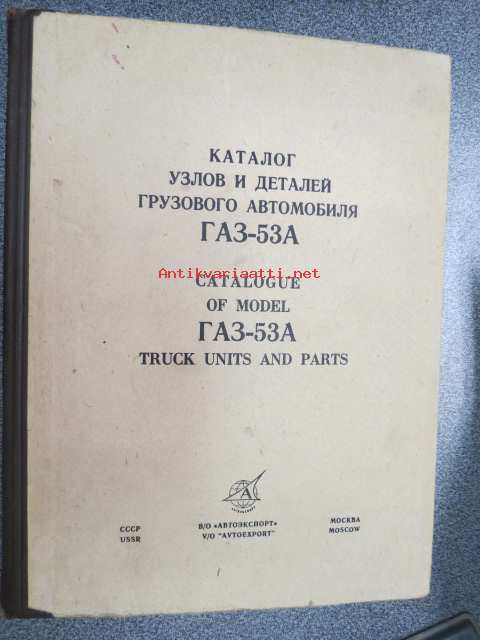 КАТАЛОГ
УЗЛОВ И ДЕТАЛЕЙ
ГРУЗОВОГО АВТОМОБИЛЯ
ГАЗ-53А
Antikvariaatti.net
CATALOGUE
OF MODEL
ГАЗ-53А
TRUCK UNITS AND PARTS
А
АВТОЭКСПОРТ
СССР
USSR
В/О «АВТОЭКСПОРТ»
V/O "AVTOEXPORT"
МОСКВА
MOSCOW